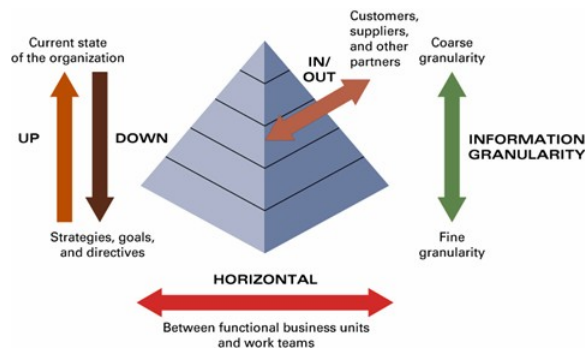 Current state
of the organization
UP
DOWN
Strategies, goals,
and directives
IN/
OUT
Customers,
suppliers,
and other
partners
Coarse
granularity
INFORMATION
GRANULARITY
Fine
granularity
HORIZONTAL
Between functional business units
and work teams